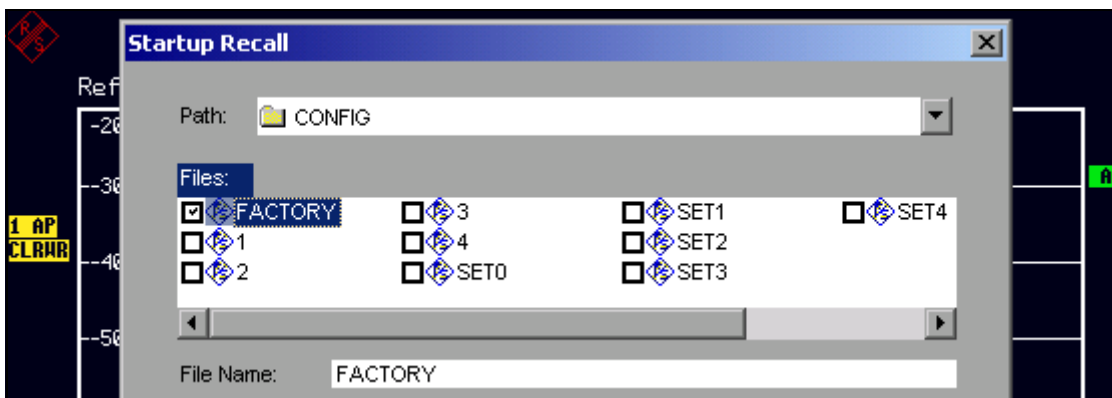 R S
Startup Recall
Ref
Path: CONFIG
-20
Files:
--30
A
FACTORY 3 SET1 SET4
1 AP
CLRWR
1 4 SET2
--40
2 SET0 SET3
--50
File Name: FACTORY